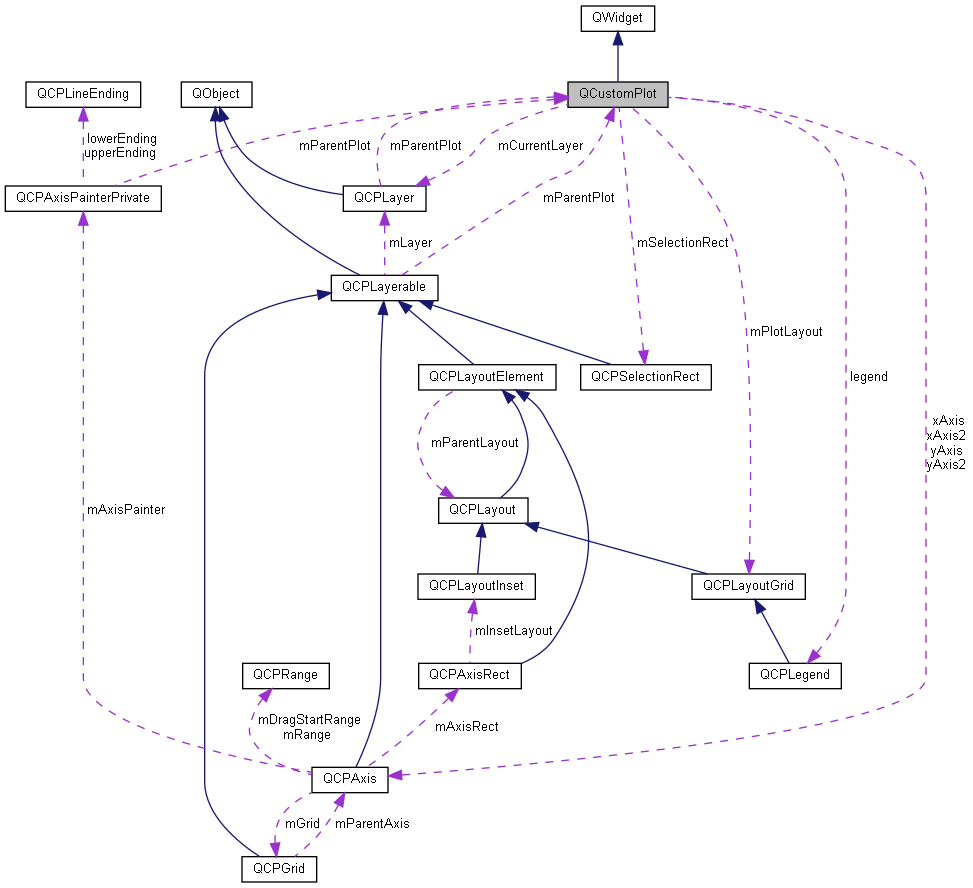 QWidget
QCPLineEnding
QObject
QCustomPlot
lowerEnding
upperEnding
mParentPlot
mParentPlot
mCurrentLayer
QCPAxisPainterPrivate
QCPLayer
mParentPlot
mLayer
mSelectionRect
QCPLayerable
mPlotLayout
QCPLayoutElement
QCPSelectionRect
legend
mParentLayout
xAxis
xAxis2
yAxis
yAxis2
mAxisPainter
QCPLayout
QCPLayoutInset
QCPLayoutGrid
mInsetLayout
QCPRange
QCPAxisRect
QCPLegend
mDragStartRange
mRange
mAxisRect
QCPAxis
mGrid
mParentAxis
QCPGrid